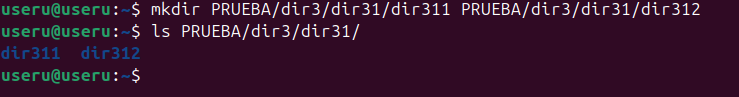 useru@useru:~$ mkdir PRUEBA/dir3/dir31/dir311 PRUEBA/dir3/dir31/dir312
useru@useru:~$ ls PRUEBA/dir3/dir31/
dir311  dir312
useru@useru:~$